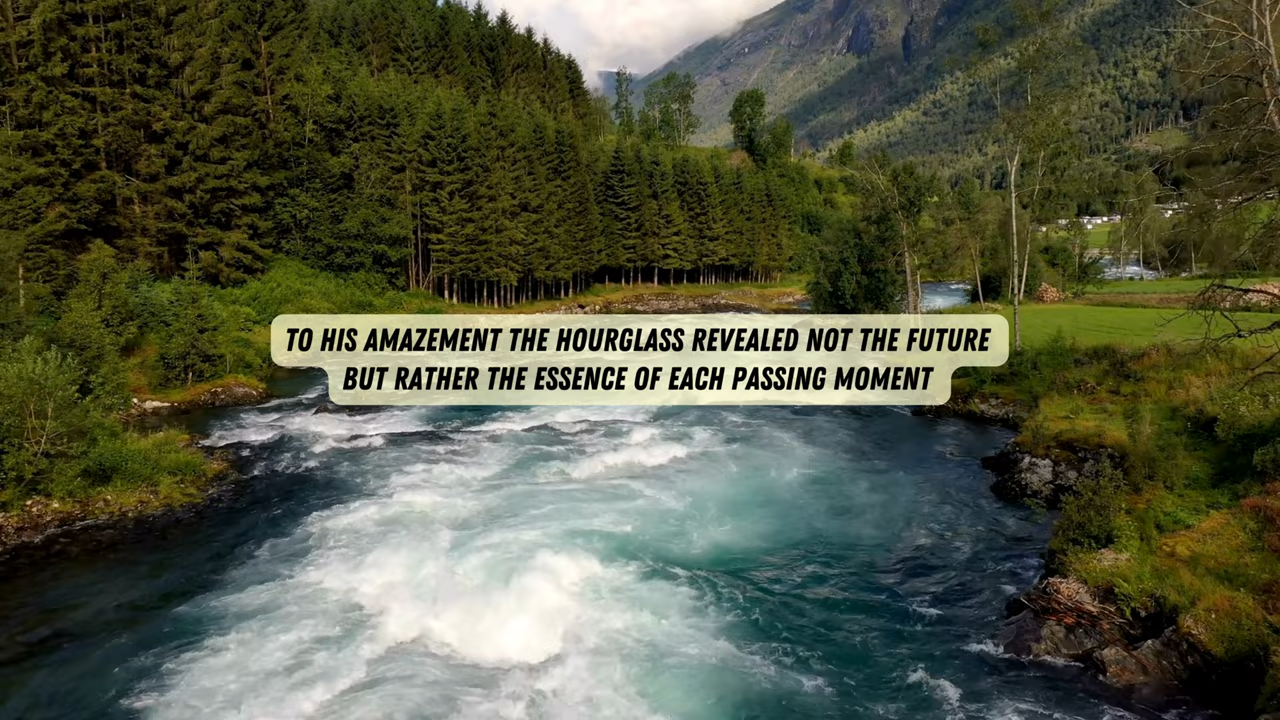 TO HIS AMAZEMENT THE HOURGLASS REVEALED NOT THE FUTURE
BUT RATHER THE ESSENCE OF EACH PASSING MOMENT